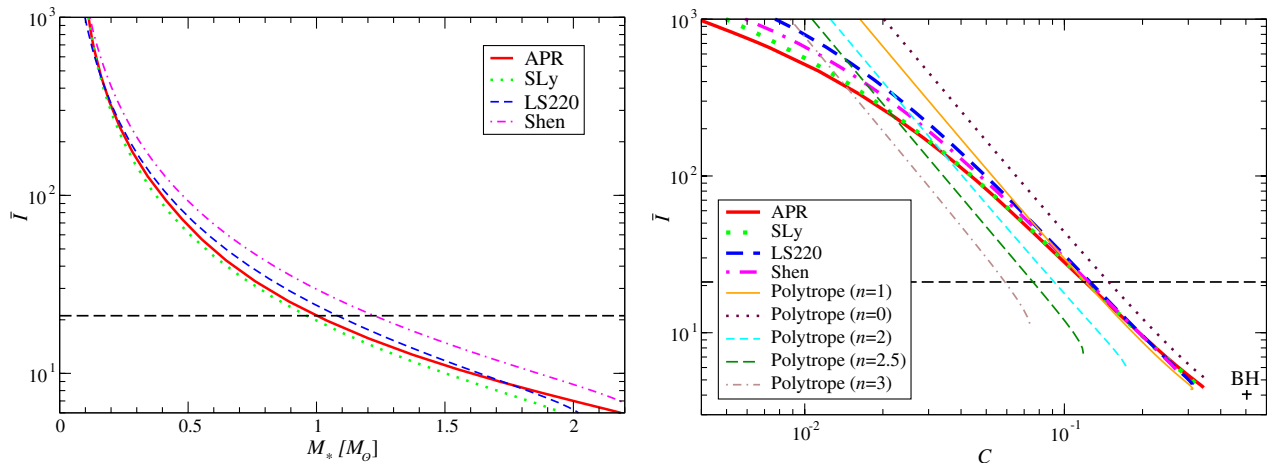 10³
10²
10¹
Ī
0
0.5
1
1.5
2
M* [M⊙]
APR
SLy
LS220
Shen
10³
10²
10¹
Ī
10⁻²
10⁻¹
C
APR
SLy
LS220
Shen
Polytrope (n=1)
Polytrope (n=0)
Polytrope (n=2)
Polytrope (n=2.5)
Polytrope (n=3)
BH